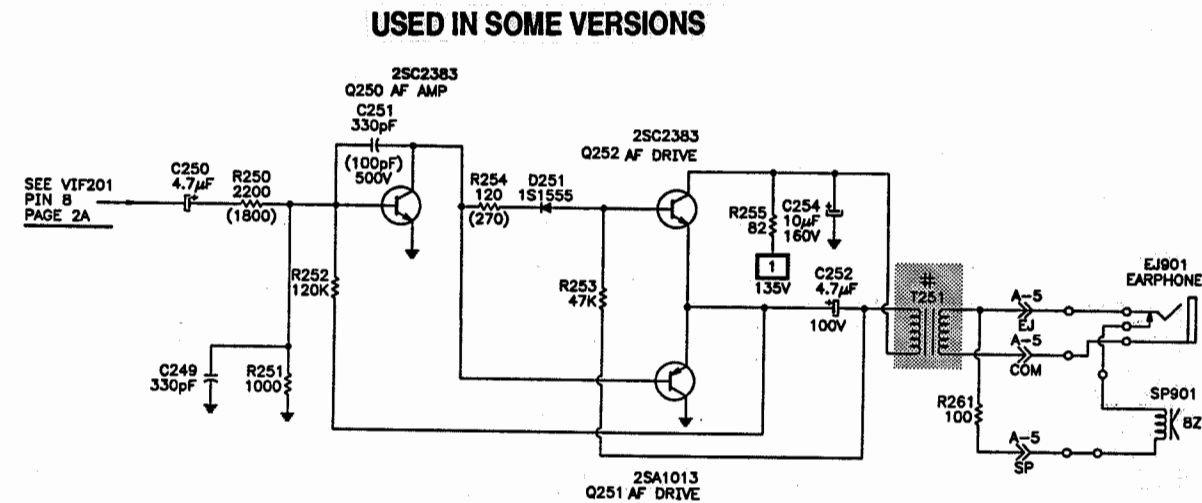 USED IN SOME VERSIONS
2SC2383
Q250 AF AMP
C251
330pF
(100pF)
500V
C250
4.7µF
R250
2200
(1800)
SEE VIF201
PIN 8
PAGE 2A
R254
120
(270)
D251
1S1555
2SC2383
Q252 AF DRIVE
R255
82
C254
10µF
160V
1
135V
C252
4.7µF
100V
#
T251
A-5
EJ
A-5
COM
EJ901
EARPHONE
R252
120K
R253
47K
C249
330pF
R251
1000
R261
100
A-5
SP
SP901
8Z
2SA1013
Q251 AF DRIVE